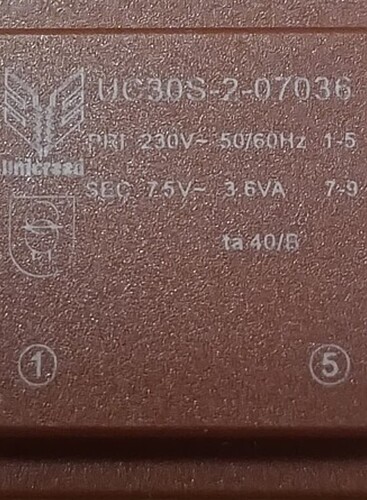 UC30S-2-07036
PRI 230V~ 50/60Hz 1-5
Unicreed
SEC 7.5V~ 3.6VA 7-9
ta 40/B
1 5